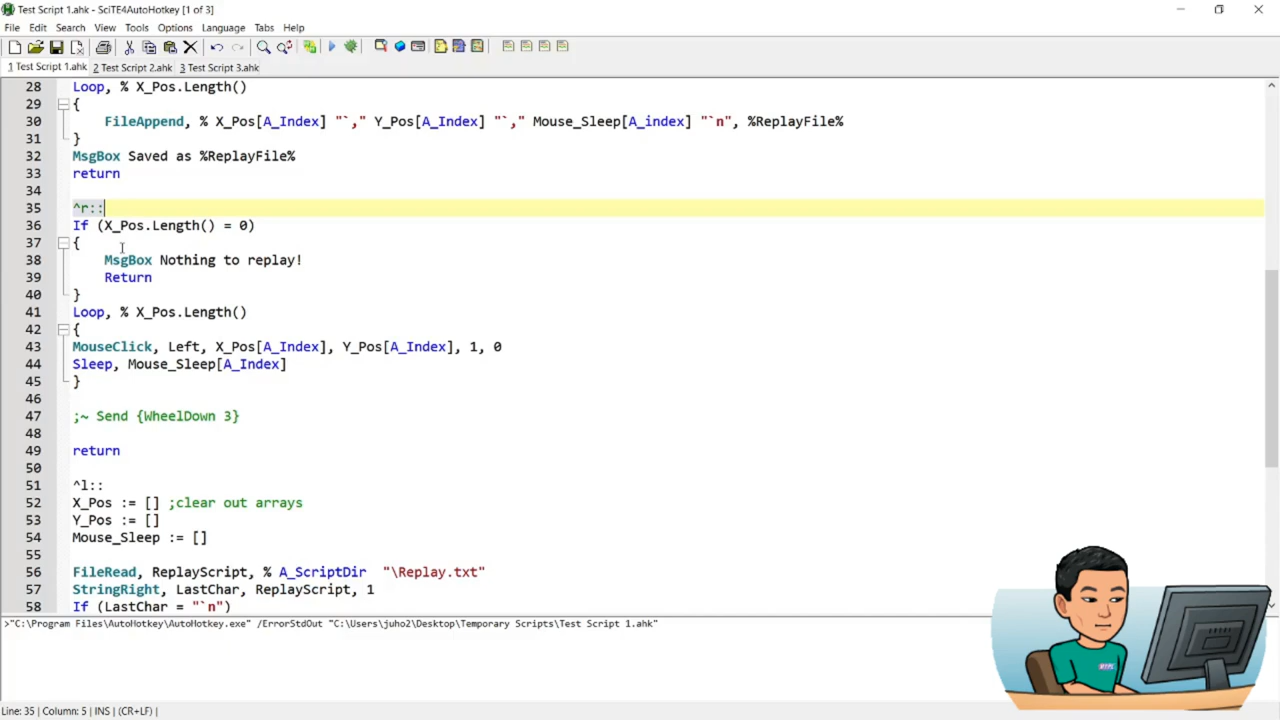 Test Script 1.ahk - SciTE4AutoHotkey [1 of 3]
File Edit Search View Tools Options Language Tabs Help
1 Test Script 1.ahk 2 Test Script 2.ahk 3 Test Script 3.ahk
28 Loop, % X_Pos.Length()
29 {
30 FileAppend, % X_Pos[A_Index] "`," Y_Pos[A_Index] "`," Mouse_Sleep[A_index] "`n", %ReplayFile%
31 }
32 MsgBox Saved as %ReplayFile%
33 return
34
35 ^r::
36 If (X_Pos.Length() = 0)
37 {
38 MsgBox Nothing to replay!
39 Return
40 }
41 Loop, % X_Pos.Length()
42 {
43 MouseClick, Left, X_Pos[A_Index], Y_Pos[A_Index], 1, 0
44 Sleep, Mouse_Sleep[A_Index]
45 }
46
47 ;~ Send {WheelDown 3}
48
49 return
50
51 ^l::
52 X_Pos := [] ;clear out arrays
53 Y_Pos := []
54 Mouse_Sleep := []
55
56 FileRead, ReplayScript, % A_ScriptDir "\Replay.txt"
57 StringRight, LastChar, ReplayScript, 1
58 If (LastChar = "`n")
>"C:\Program Files\AutoHotkey\AutoHotkey.exe" /ErrorStdOut "C:\Users\juho2\Desktop\Temporary Scripts\Test Script 1.ahk"
Line: 35 | Column: 5 | INS | (CR+LF) |